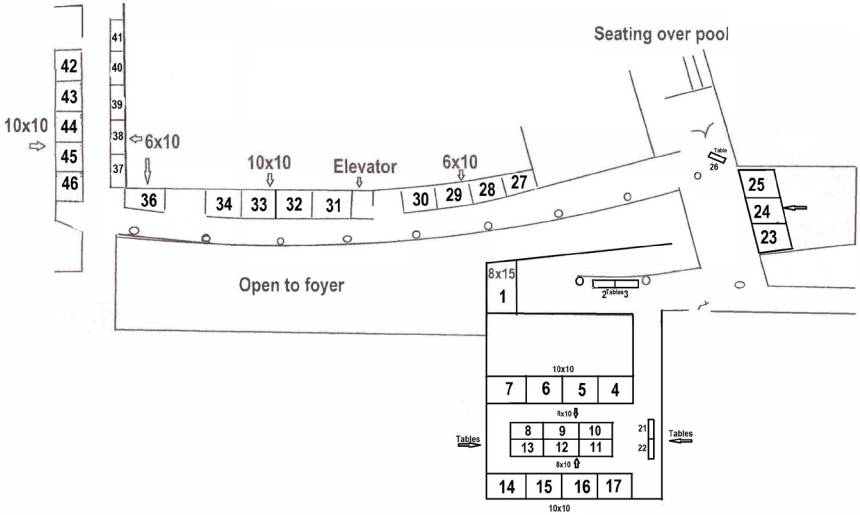 Seating over pool
41
42
40
43
39
10x10
44
38
6x10
45
37
46
36
10x10
34
33
32
31
Elevator
6x10
30
29
28
27
Table
26
25
24
23
Open to foyer
8x15
1
2
Tables
3
10x10
7
6
5
4
8x10
8
9
10
21
Tables
13
12
11
22
Tables
8x10
14
15
16
17
10x10